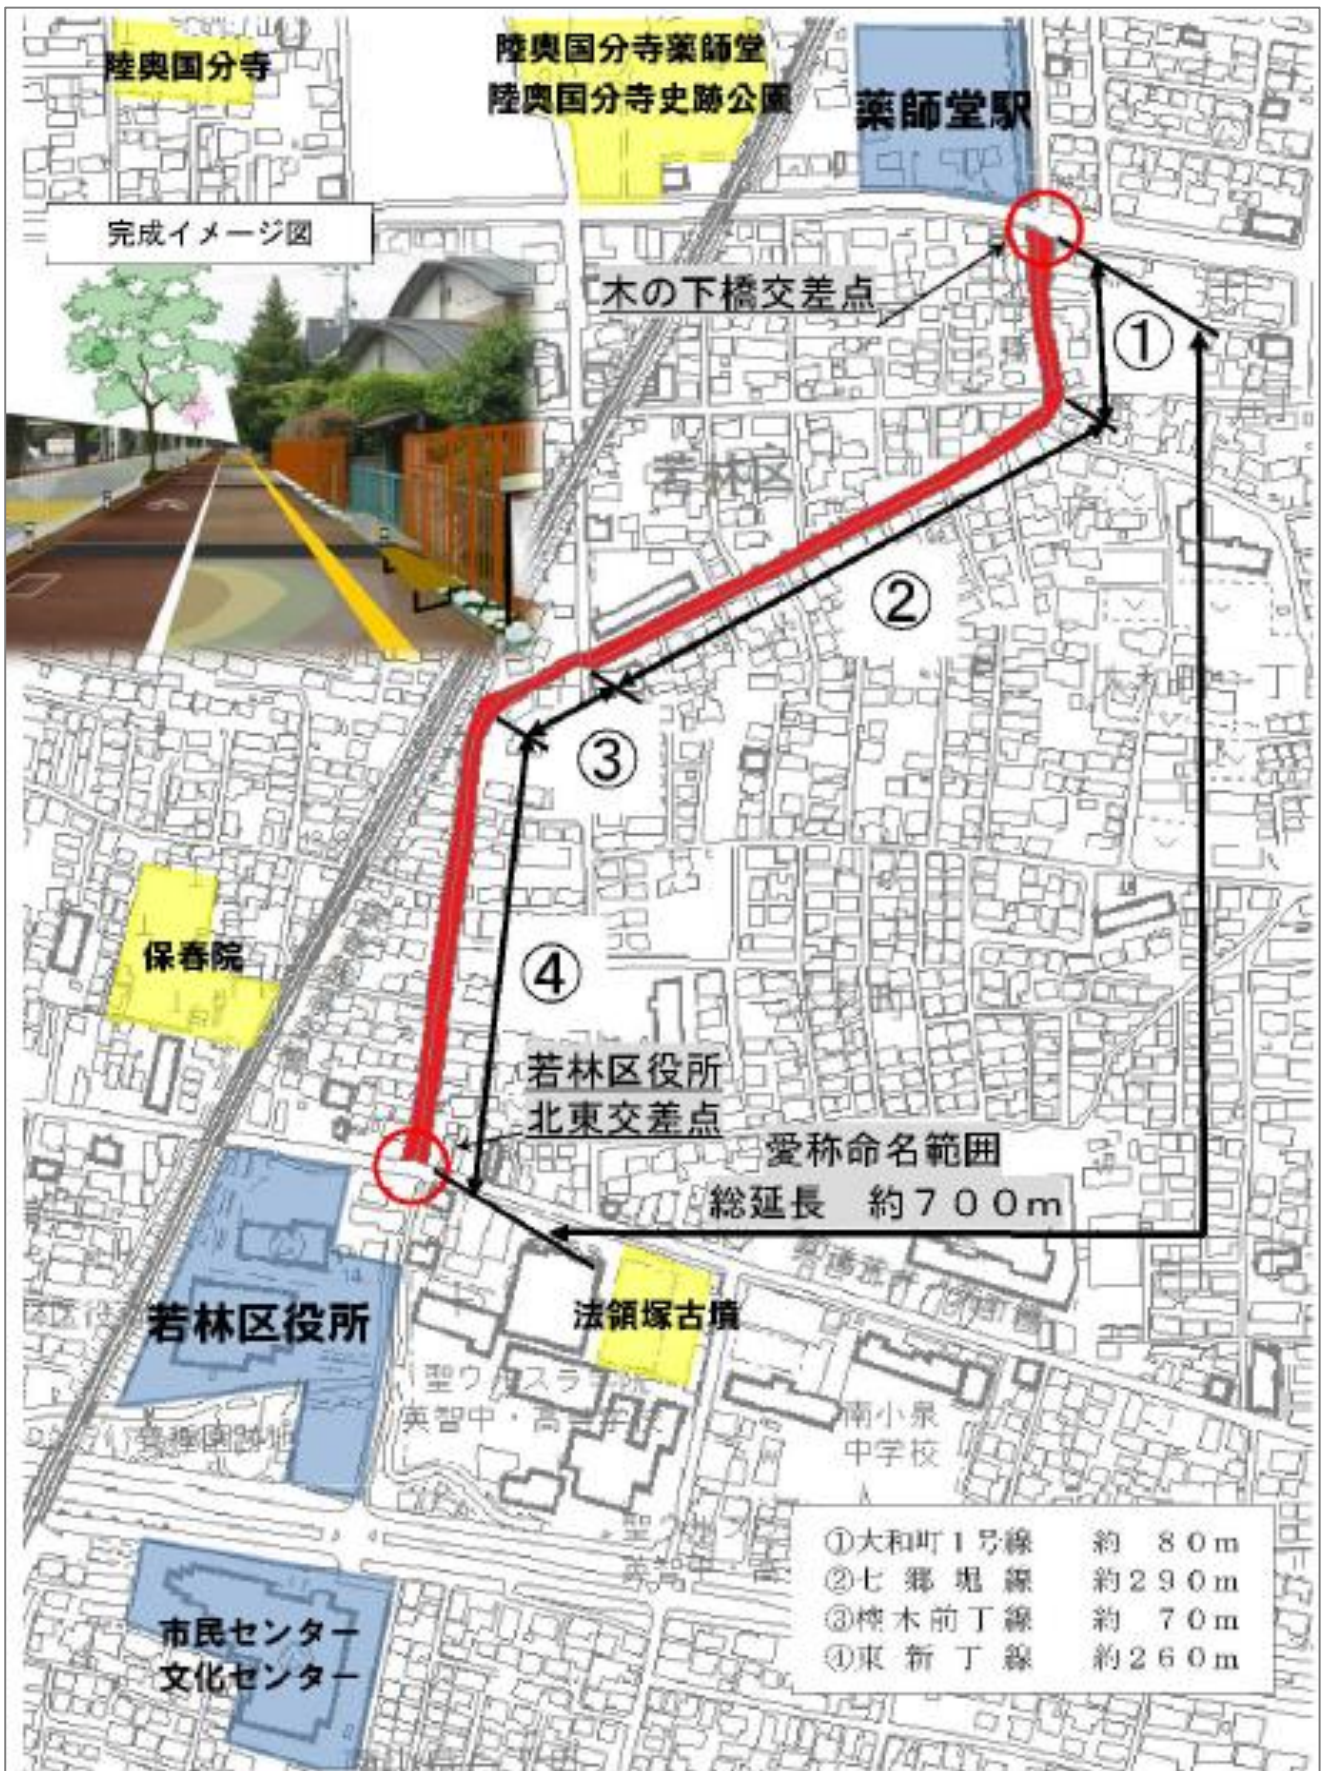 陸奥国分寺
陸奥国分寺薬師堂
陸奥国分寺史跡公園
薬師堂駅
完成イメージ図
木の下橋交差点
①
若林区
②
③
保春院
④
若林区役所
北東交差点
愛称命名範囲
総延長 約700m
若林区役所
法領塚古墳
南小泉
中学校
市民センター
文化センター
①大和町1号線 約 80m
②七郷堀線 約290m
③椌木前丁線 約 70m
④東新丁線 約260m